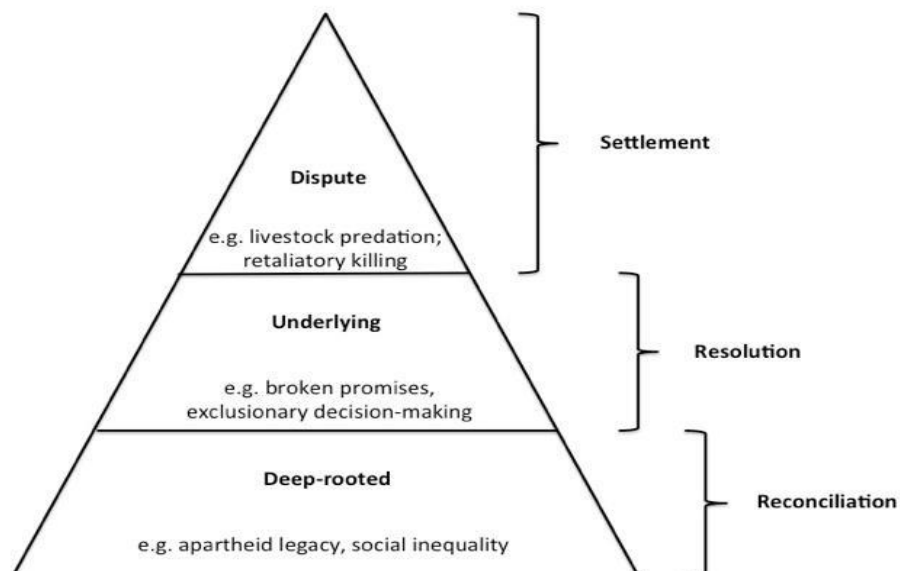 Settlement
Dispute
e.g. livestock predation;
retaliatory killing
Underlying
Resolution
e.g. broken promises,
exclusionary decision-making
Deep-rooted
Reconciliation
e.g. apartheid legacy, social inequality